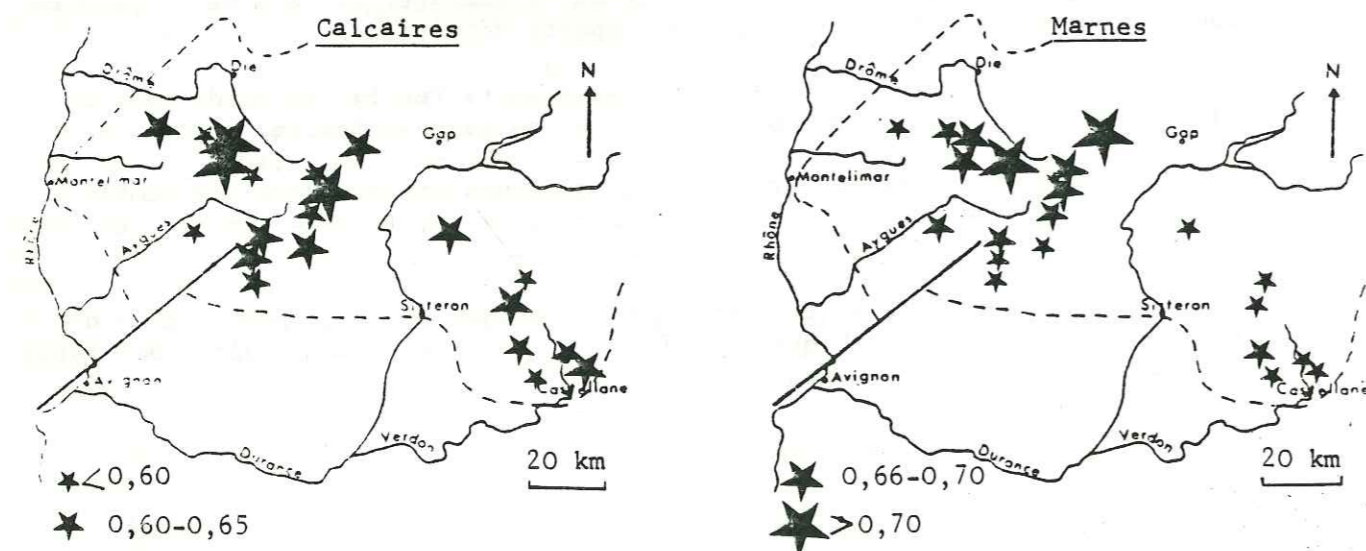 Calcaires
Drôme
Die
N
Gap
Montelimar
Rhône
Aygues
Sisteron
Avignon
Castellane
Verdon
Durance
20 km
<0,60
0,60-0,65
Marnes
Drôme
Die
N
Gap
Montelimar
Rhône
Aygues
Sisteron
Avignon
Castellane
Verdon
Durance
20 km
0,66-0,70
>0,70